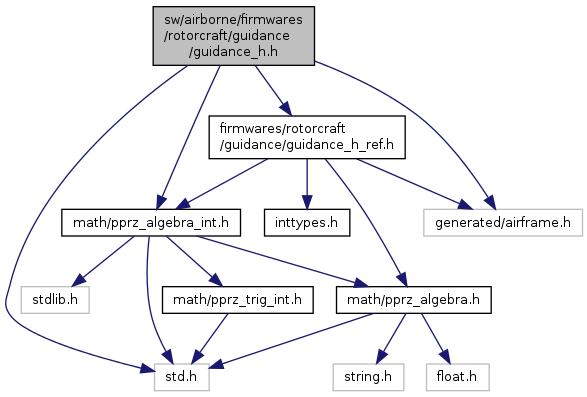 sw/airborne/firmwares
/rotorcraft/guidance
/guidance_h.h
firmwares/rotorcraft
/guidance/guidance_h_ref.h
math/pprz_algebra_int.h
inttypes.h
generated/airframe.h
stdlib.h
math/pprz_trig_int.h
math/pprz_algebra.h
std.h
string.h
float.h